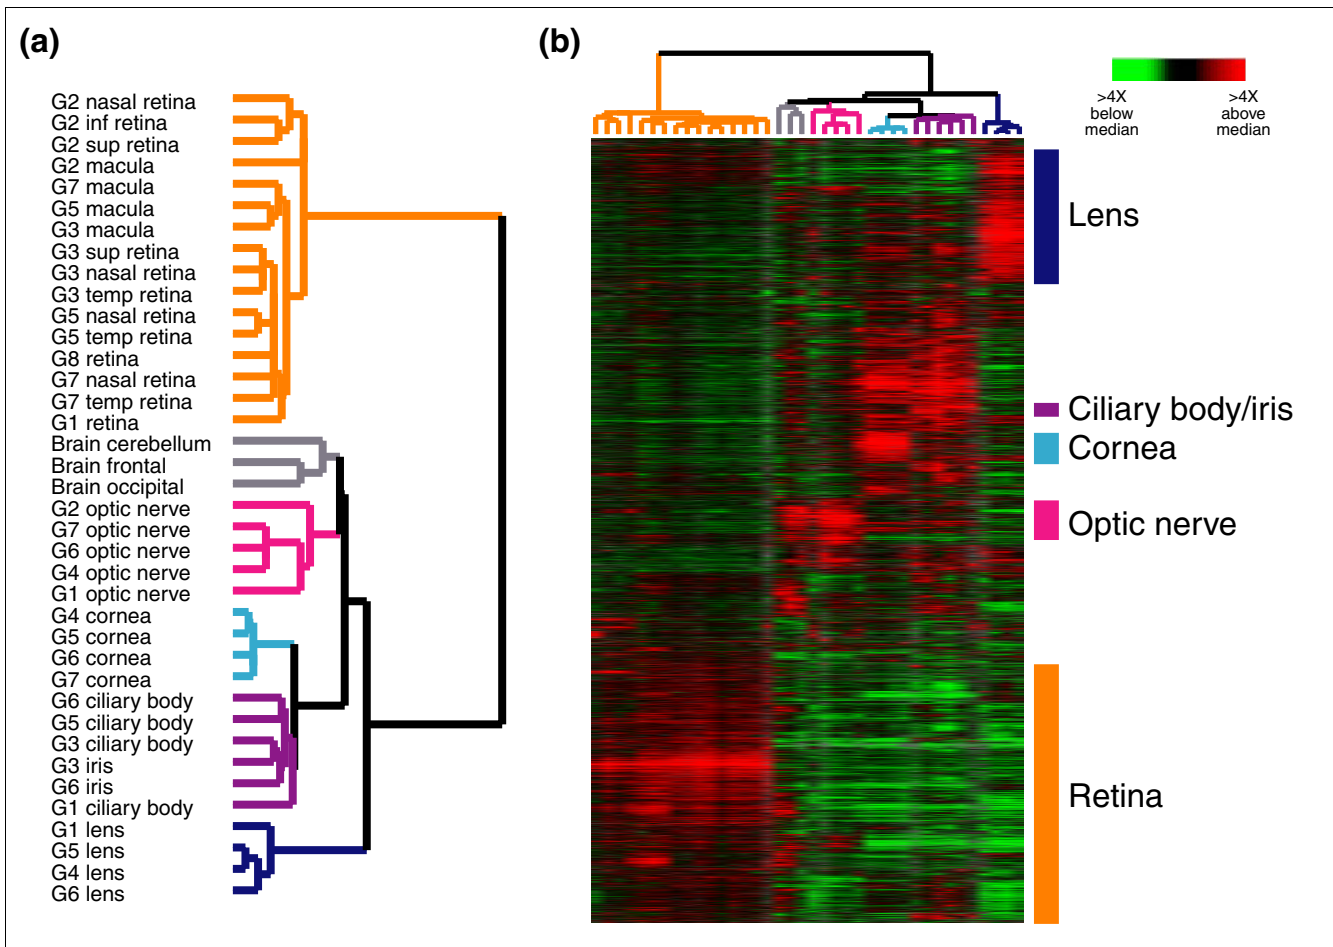 (a)
G2 nasal retina
G2 inf retina
G2 sup retina
G2 macula
G7 macula
G5 macula
G3 macula
G3 sup retina
G3 nasal retina
G3 temp retina
G5 nasal retina
G5 temp retina
G8 retina
G7 nasal retina
G7 temp retina
G1 retina
Brain cerebellum
Brain frontal
Brain occipital
G2 optic nerve
G7 optic nerve
G6 optic nerve
G4 optic nerve
G1 optic nerve
G4 cornea
G5 cornea
G6 cornea
G7 cornea
G6 ciliary body
G5 ciliary body
G3 ciliary body
G3 iris
G6 iris
G1 ciliary body
G1 lens
G5 lens
G4 lens
G6 lens
(b)
>4X
below
median
>4X
above
median
Lens
Ciliary body/iris
Cornea
Optic nerve
Retina